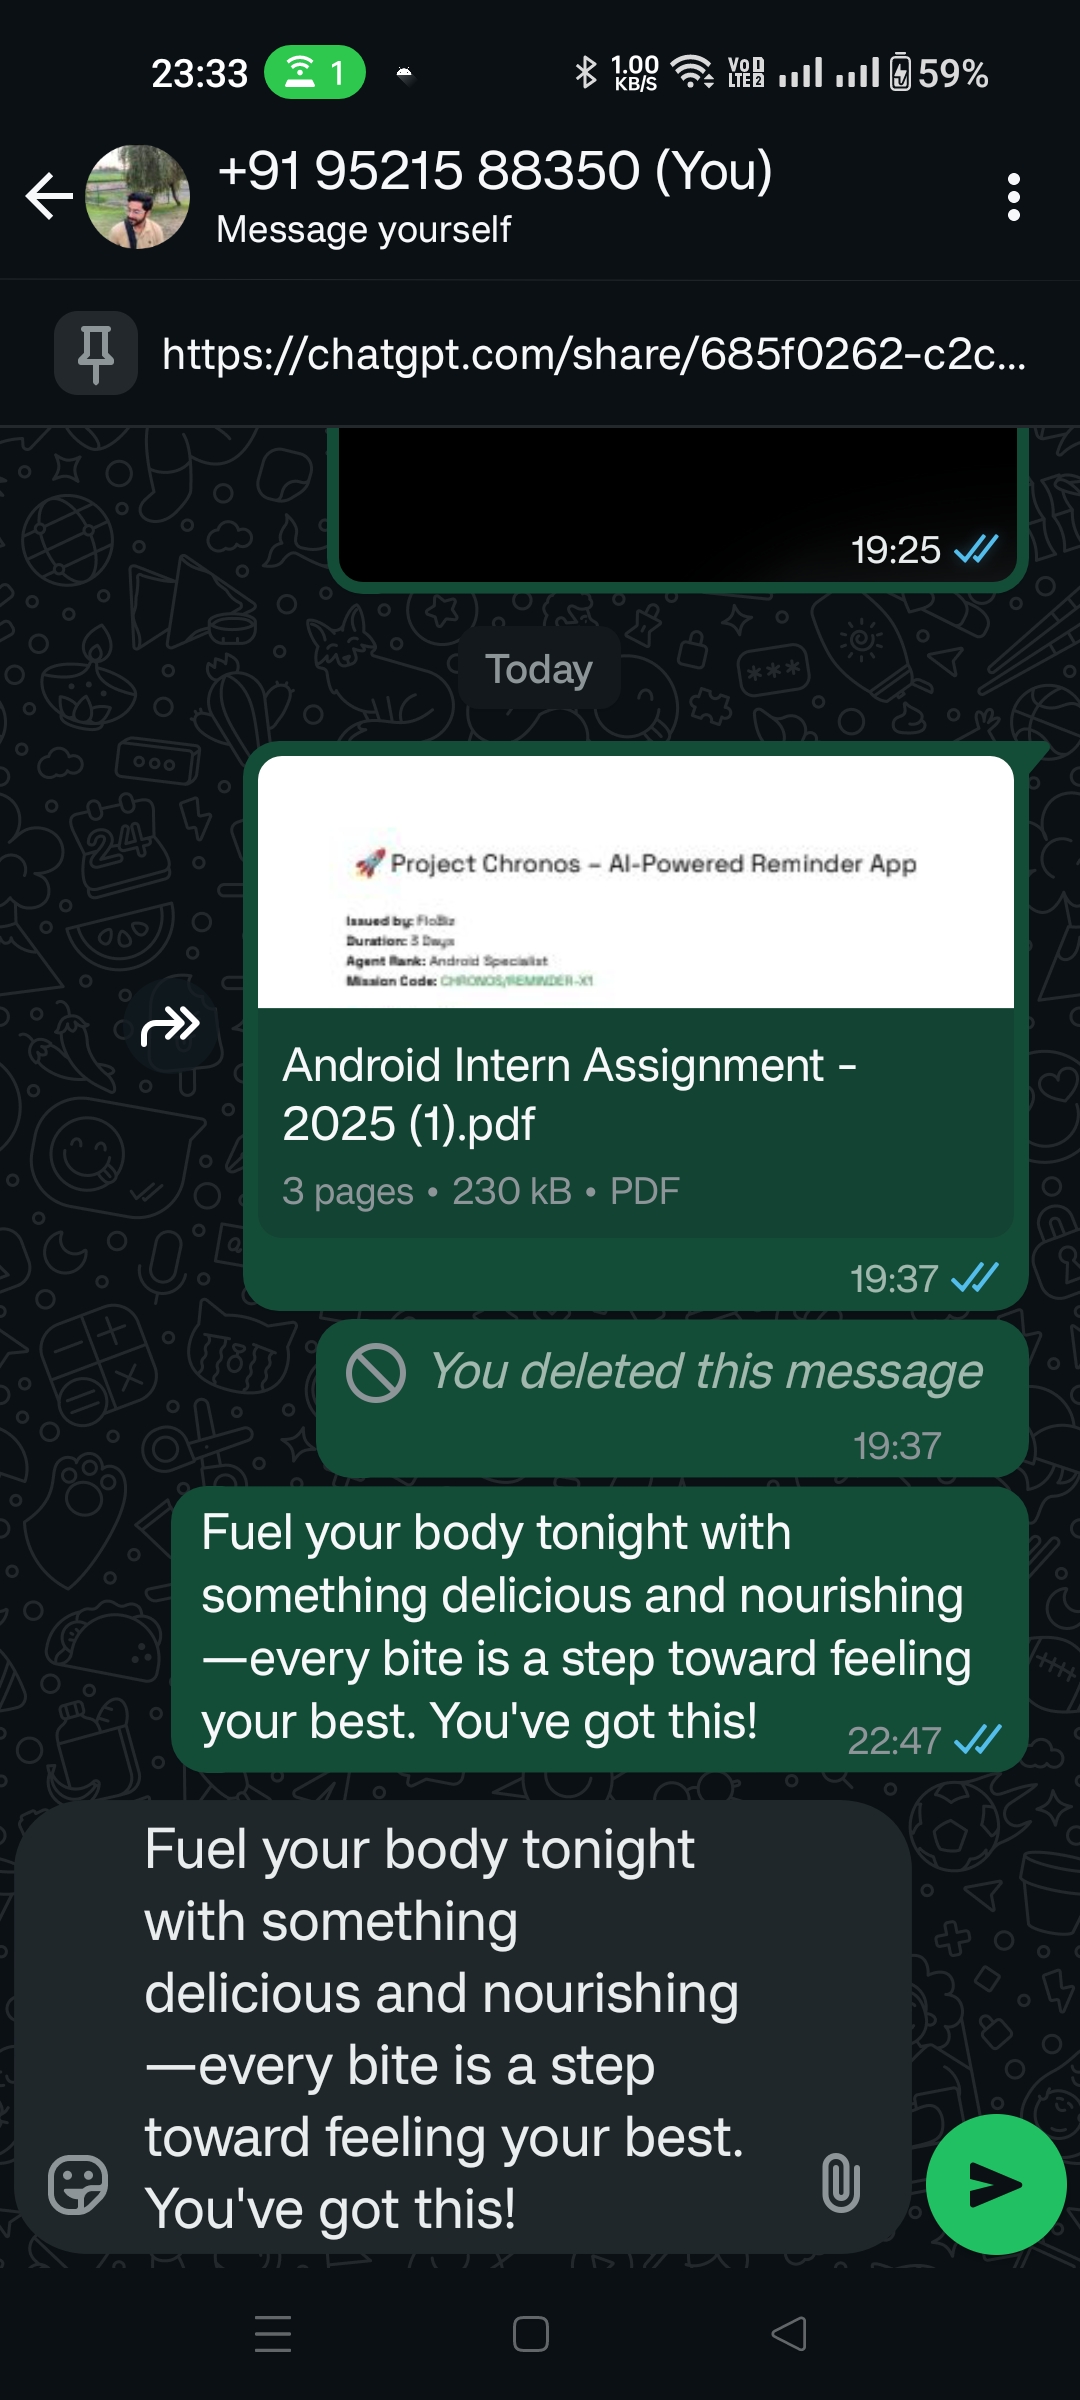 23:33
1
1.00
KB/S
Vo
LTE 2
59%
+91 95215 88350 (You)
Message yourself
https://chatgpt.com/share/685f0262-c2c...
19:25
Today
Project Chronos – AI-Powered Reminder App
Issued by: FloBiz
Duration: 3 Days
Agent Rank: Android Specialist
Mission Code: CHRONOS/REMINDER-X1
Android Intern Assignment -
2025 (1).pdf
3 pages • 230 kB • PDF
19:37
You deleted this message
19:37
Fuel your body tonight with
something delicious and nourishing
—every bite is a step toward feeling
your best. You've got this!
22:47
Fuel your body tonight
with something
delicious and nourishing
—every bite is a step
toward feeling your best.
You've got this!